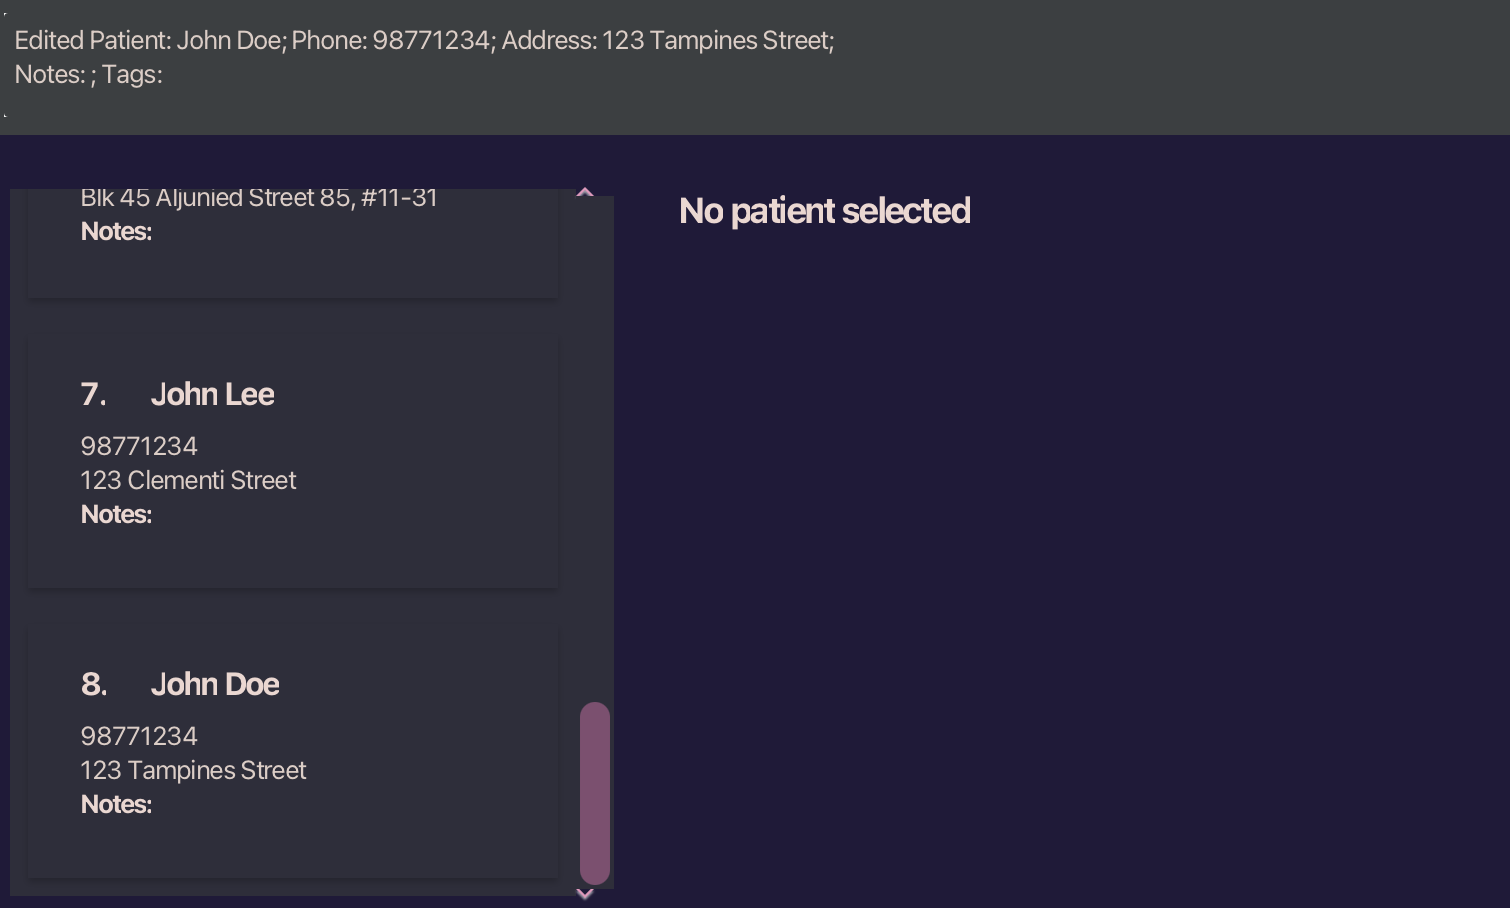 Edited Patient: John Doe; Phone: 98771234; Address: 123 Tampines Street;
Notes: ; Tags:
Blk 45 Aljunied Street 85, #11-31
Notes:
No patient selected
7. John Lee
98771234
123 Clementi Street
Notes:
8. John Doe
98771234
123 Tampines Street
Notes: